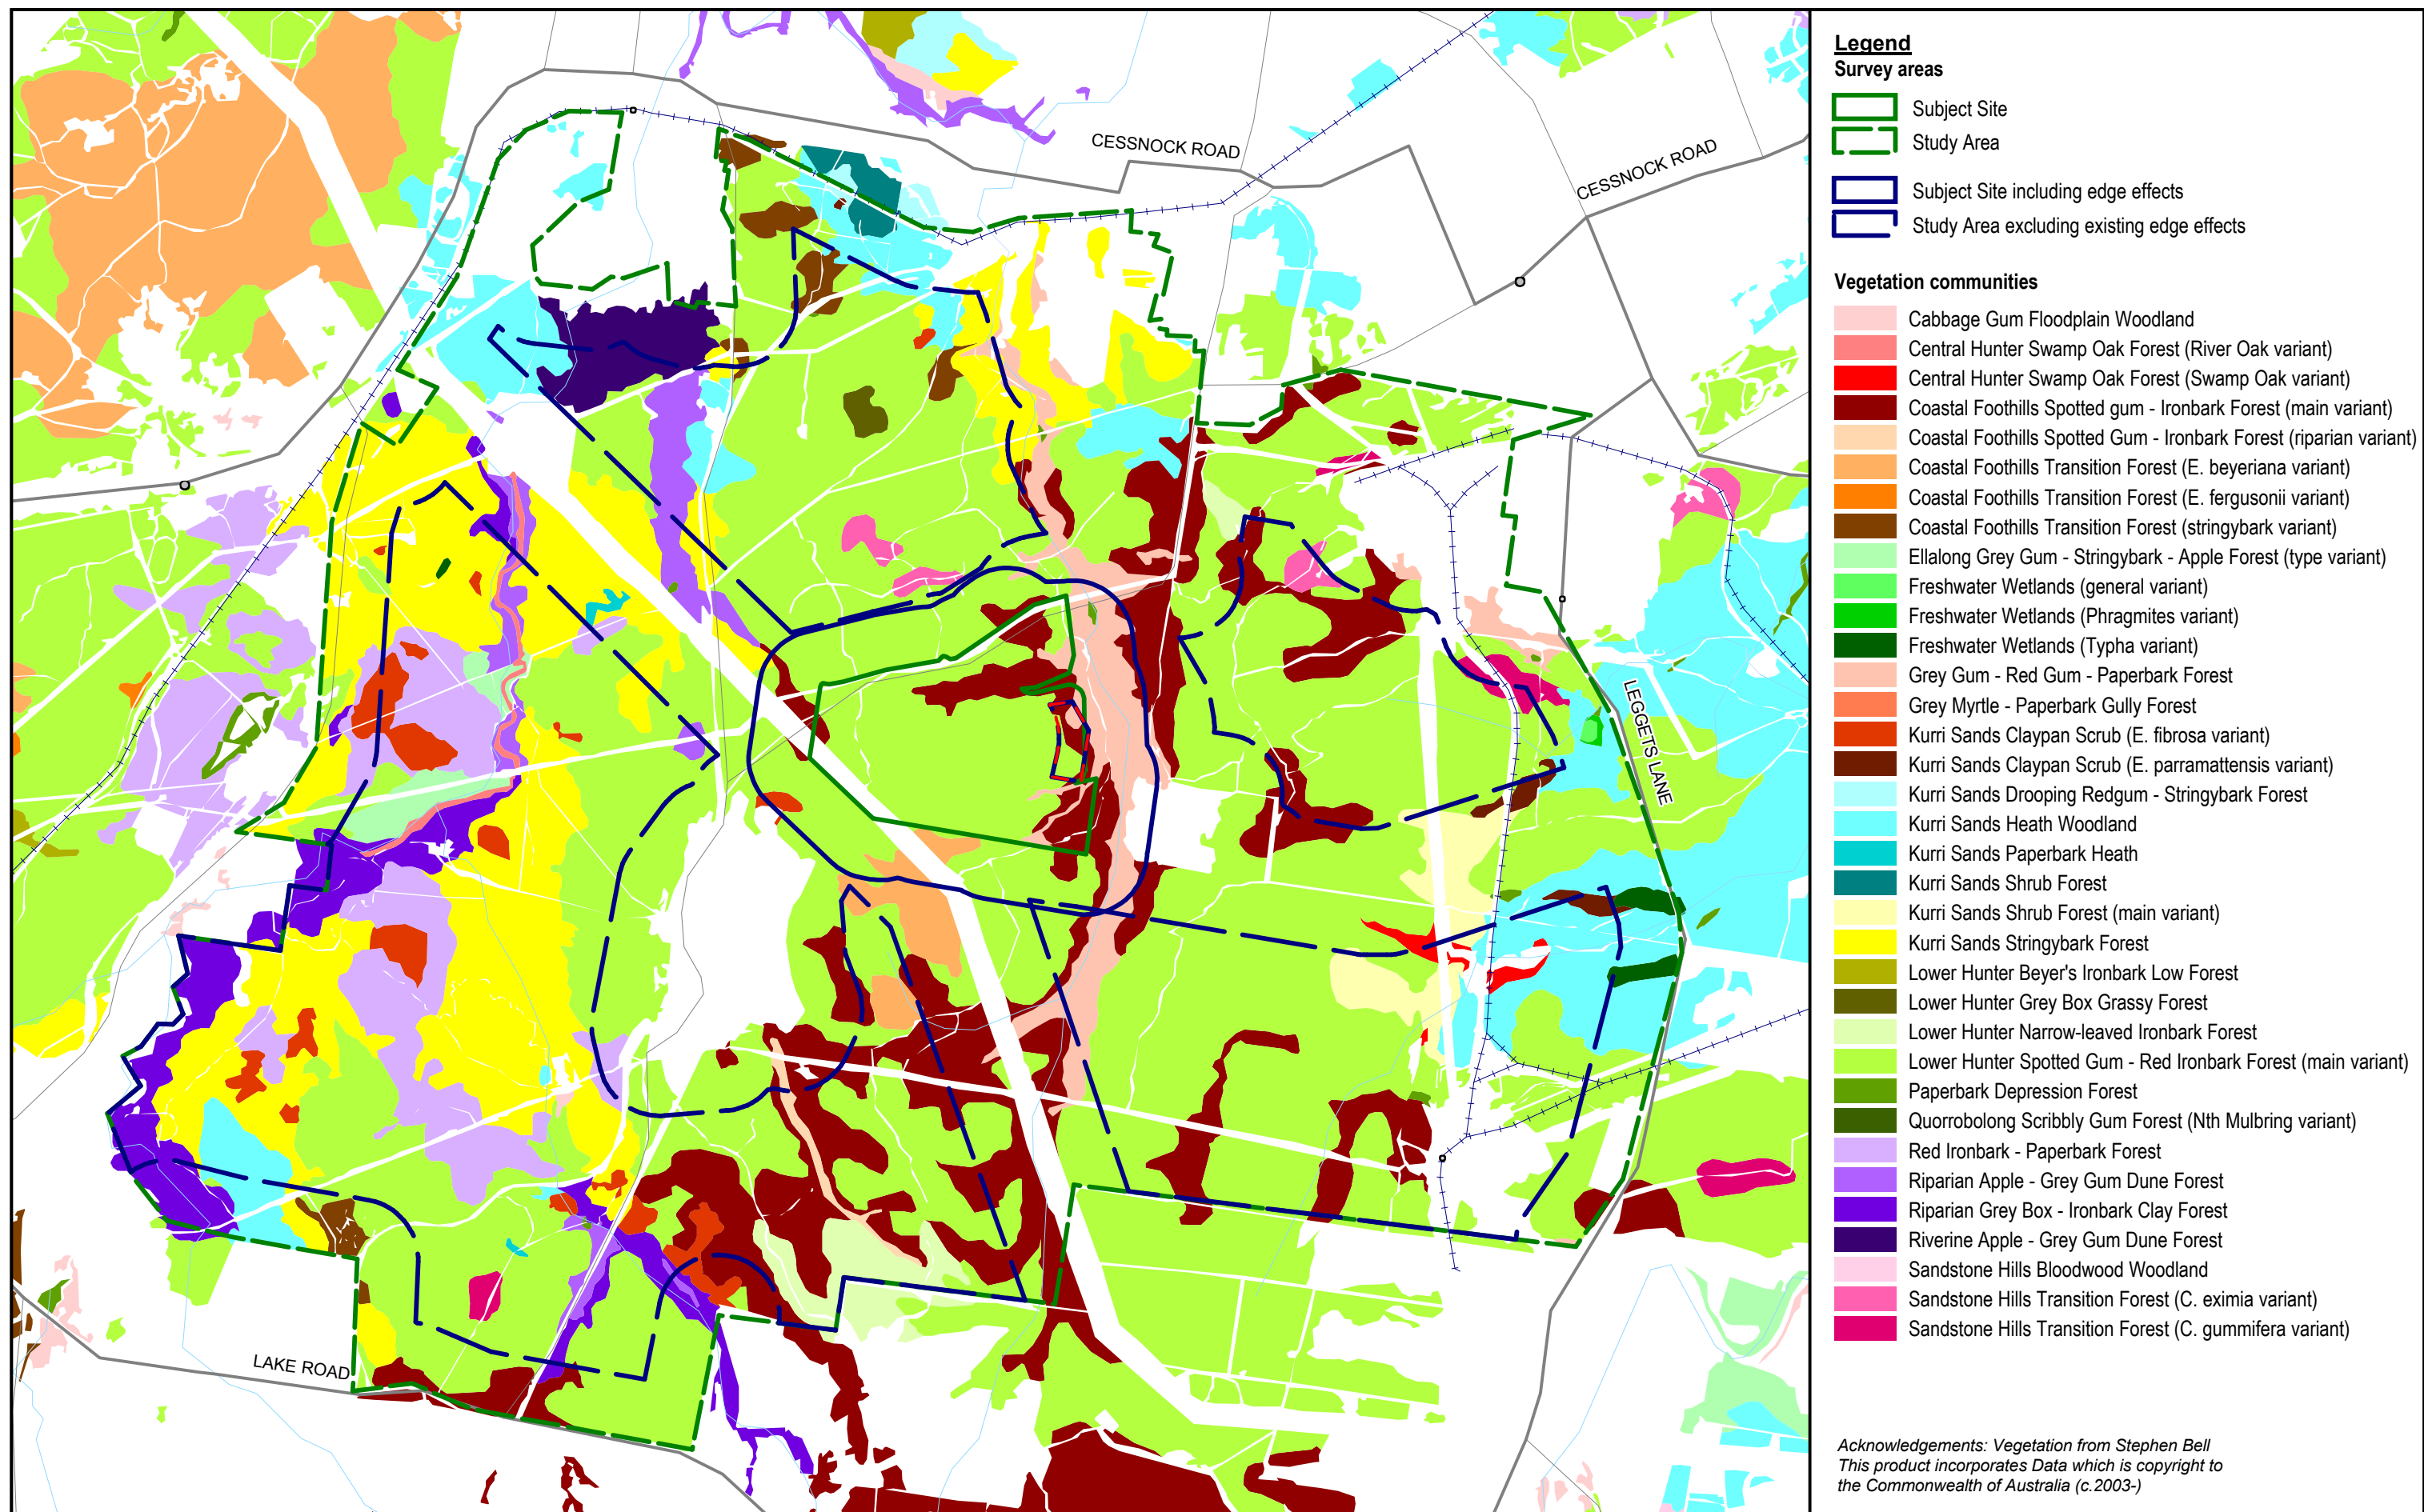 CESSNOCK ROAD
CESSNOCK ROAD
LEGGETS LANE
LAKE ROAD
Legend
Survey areas
Subject Site
Study Area
Subject Site including edge effects
Study Area excluding existing edge effects
Vegetation communities
Cabbage Gum Floodplain Woodland
Central Hunter Swamp Oak Forest (River Oak variant)
Central Hunter Swamp Oak Forest (Swamp Oak variant)
Coastal Foothills Spotted gum - Ironbark Forest (main variant)
Coastal Foothills Spotted Gum - Ironbark Forest (riparian variant)
Coastal Foothills Transition Forest (E. beyeriana variant)
Coastal Foothills Transition Forest (E. fergusonii variant)
Coastal Foothills Transition Forest (stringybark variant)
Ellalong Grey Gum - Stringybark - Apple Forest (type variant)
Freshwater Wetlands (general variant)
Freshwater Wetlands (Phragmites variant)
Freshwater Wetlands (Typha variant)
Grey Gum - Red Gum - Paperbark Forest
Grey Myrtle - Paperbark Gully Forest
Kurri Sands Claypan Scrub (E. fibrosa variant)
Kurri Sands Claypan Scrub (E. parramattensis variant)
Kurri Sands Drooping Redgum - Stringybark Forest
Kurri Sands Heath Woodland
Kurri Sands Paperbark Heath
Kurri Sands Shrub Forest
Kurri Sands Shrub Forest (main variant)
Kurri Sands Stringybark Forest
Lower Hunter Beyer's Ironbark Low Forest
Lower Hunter Grey Box Grassy Forest
Lower Hunter Narrow-leaved Ironbark Forest
Lower Hunter Spotted Gum - Red Ironbark Forest (main variant)
Paperbark Depression Forest
Quorrobolong Scribbly Gum Forest (Nth Mulbring variant)
Red Ironbark - Paperbark Forest
Riparian Apple - Grey Gum Dune Forest
Riparian Grey Box - Ironbark Clay Forest
Riverine Apple - Grey Gum Dune Forest
Sandstone Hills Bloodwood Woodland
Sandstone Hills Transition Forest (C. eximia variant)
Sandstone Hills Transition Forest (C. gummifera variant)
Acknowledgements: Vegetation from Stephen Bell
This product incorporates Data which is copyright to
the Commonwealth of Australia (c.2003-)